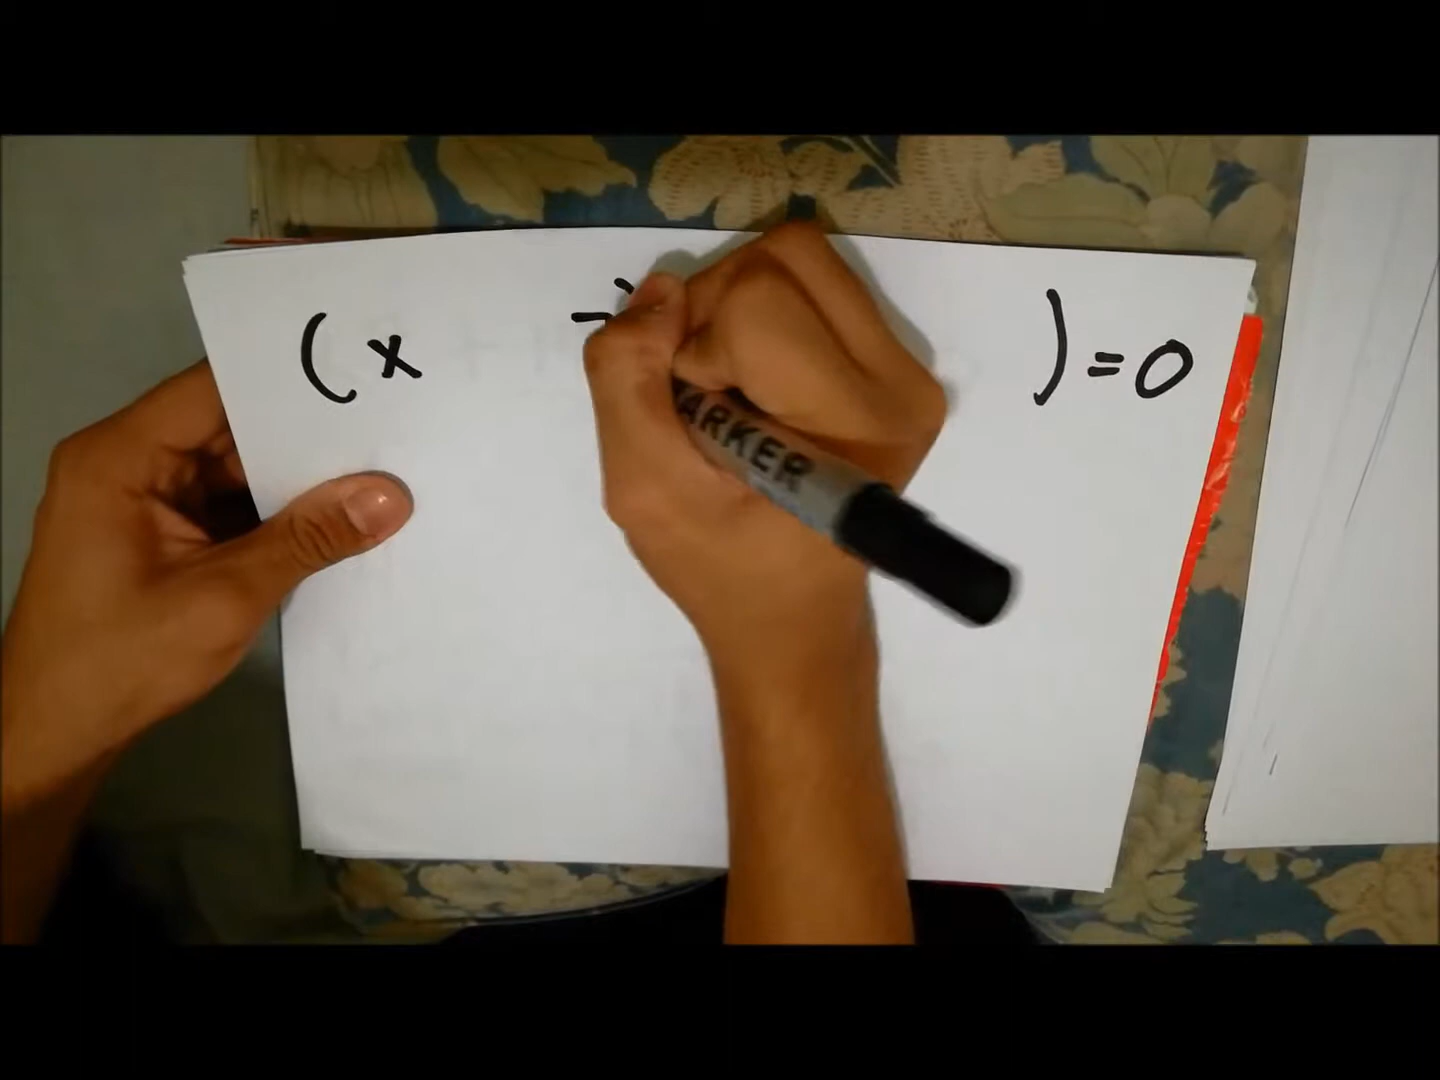 (x ) = 0
MARKER